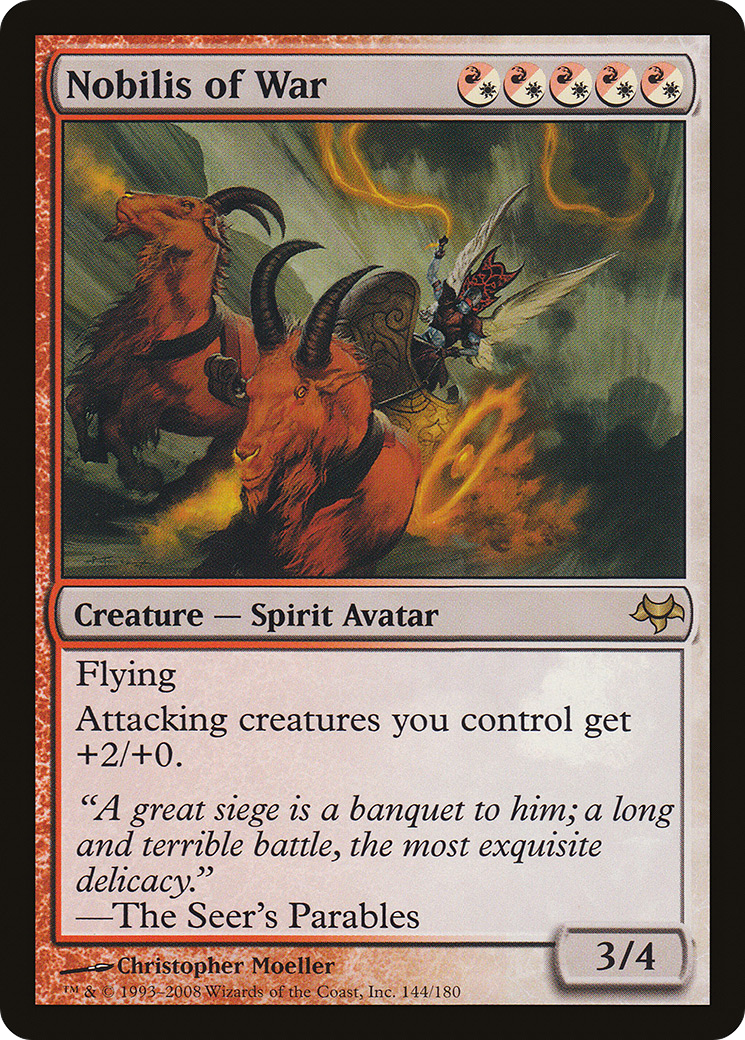 Nobilis of War
Creature — Spirit Avatar
Flying
Attacking creatures you control get
+2/+0.
“A great siege is a banquet to him; a long
and terrible battle, the most exquisite
delicacy.”
—The Seer’s Parables
3/4
Christopher Moeller
™ & © 1993–2008 Wizards of the Coast, Inc. 144/180